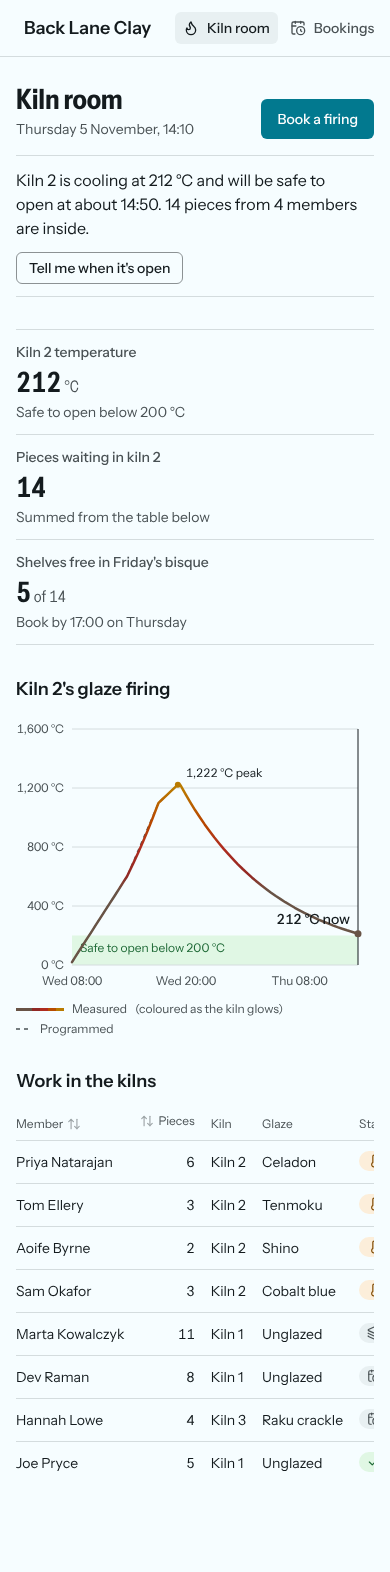 Back Lane Clay
Kiln room
Bookings
Kiln room
Thursday 5 November, 14:10
Book a firing
Kiln 2 is cooling at 212 °C and will be safe to
open at about 14:50. 14 pieces from 4 members
are inside.
Tell me when it's open
Kiln 2 temperature
212 °C
Safe to open below 200 °C
Pieces waiting in kiln 2
14
Summed from the table below
Shelves free in Friday's bisque
5 of 14
Book by 17:00 on Thursday
Kiln 2's glaze firing
1,600 °C
1,222 °C peak
1,200 °C
800 °C
400 °C
212 °C now
Safe to open below 200 °C
0 °C
Wed 08:00 Wed 20:00 Thu 08:00
Measured (coloured as the kiln glows)
Programmed
Work in the kilns
Member Pieces Kiln Glaze Sta
Priya Natarajan 6 Kiln 2 Celadon
Tom Ellery 3 Kiln 2 Tenmoku
Aoife Byrne 2 Kiln 2 Shino
Sam Okafor 3 Kiln 2 Cobalt blue
Marta Kowalczyk 11 Kiln 1 Unglazed
Dev Raman 8 Kiln 1 Unglazed
Hannah Lowe 4 Kiln 3 Raku crackle
Joe Pryce 5 Kiln 1 Unglazed